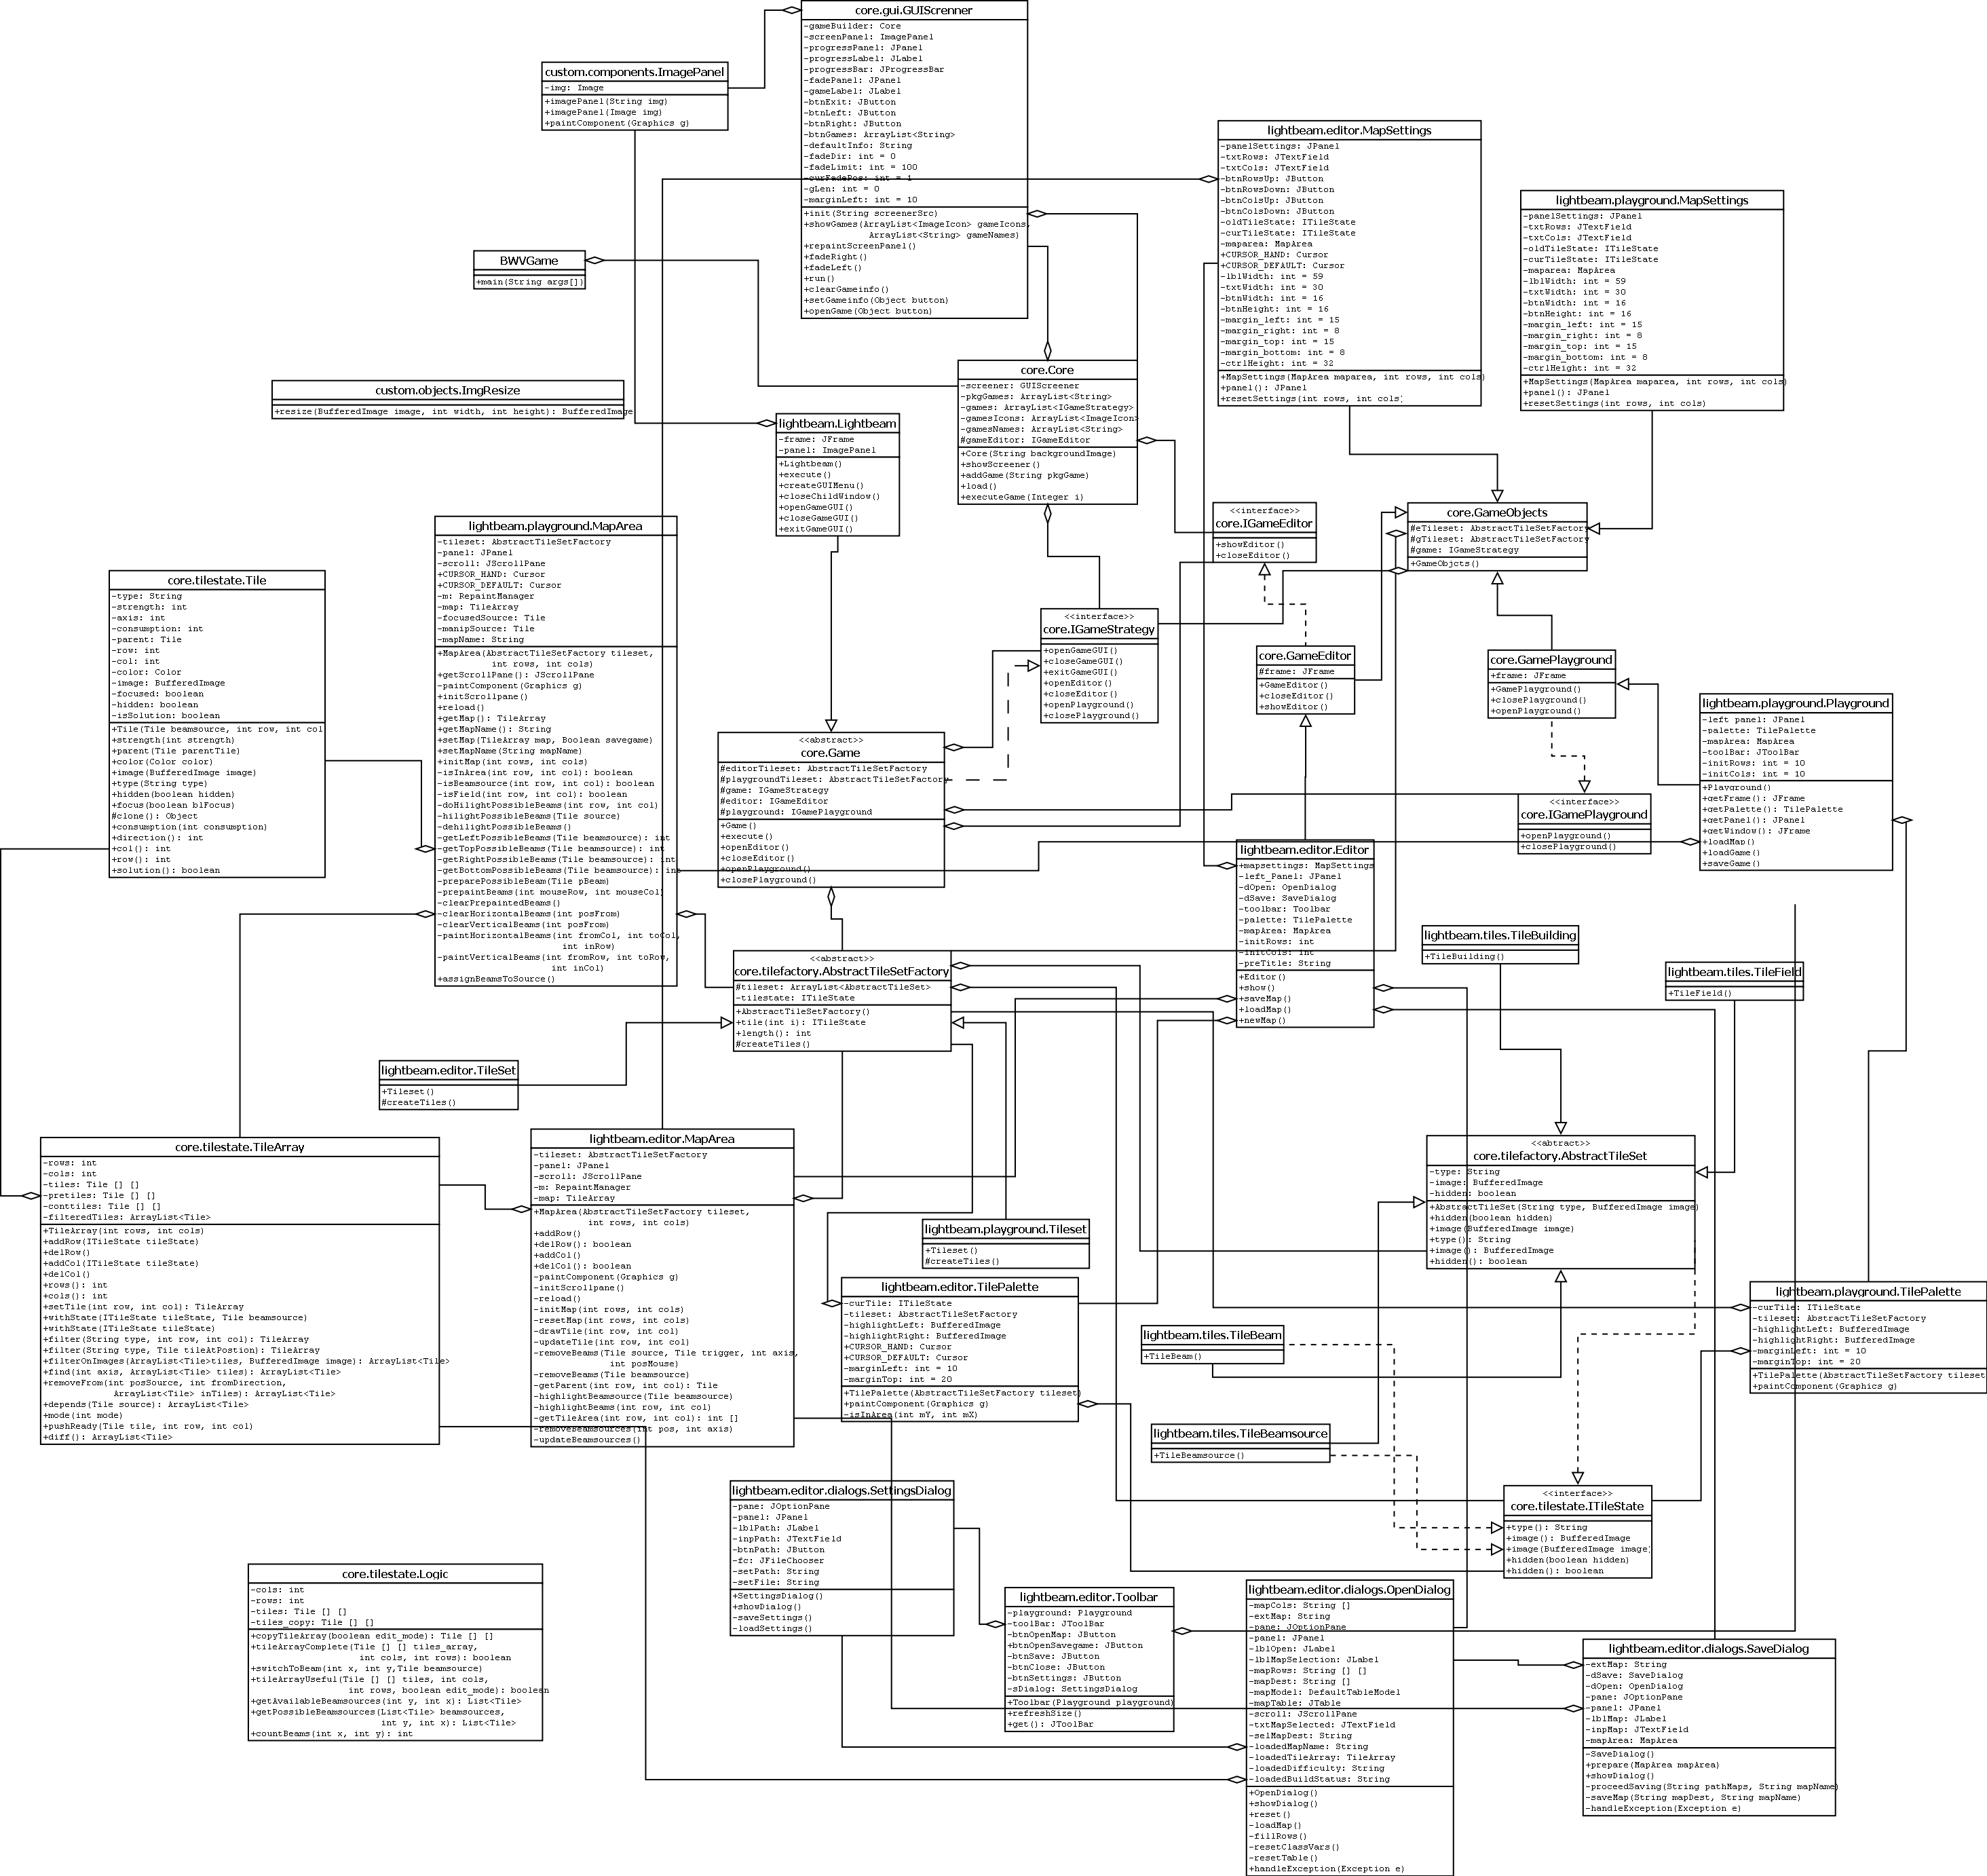 core.gui.GUIScrenner
-gameBuilder: Core
-screenPanel: ImagePanel
-progressPanel: JPanel
-progressLabel: JLabel
-progressBar: JProgressBar
-fadePanel: JPanel
-gameLabel: JLabel
-btnExit: JButton
-btnLeft: JButton
-btnRight: JButton
-btnGames: ArrayList<String>
-defaultInfo: String
-fadeDir: int = 0
-fadeLimit: int = 100
-curFadePos: int = 1
-gLen: int = 0
-marginLeft: int = 10
+init(String screenerSrc)
+showGames(ArrayList<ImageIcon> gameIcons,
ArrayList<String> gameNames)
+repaintScreenPanel()
+fadeRight()
+fadeLeft()
+run()
+clearGameinfo()
+setGameinfo(Object button)
+openGame(Object button)
custom.components.ImagePanel
-img: Image
+imagePanel(String img)
+imagePanel(Image img)
+paintComponent(Graphics g)
lightbeam.editor.MapSettings
-panelSettings: JPanel
-txtRows: JTextField
-txtCols: JTextField
-btnRowsUp: JButton
-btnRowsDown: JButton
-btnColsUp: JButton
-btnColsDown: JButton
-oldTileState: ITileState
-curTileState: ITileState
-maparea: MapArea
+CURSOR_HAND: Cursor
+CURSOR_DEFAULT: Cursor
-lblWidth: int = 59
-txtWidth: int = 30
-btnWidth: int = 16
-btnHeight: int = 16
-margin_left: int = 15
-margin_right: int = 8
-margin_top: int = 15
-margin_bottom: int = 8
-ctrlHeight: int = 32
+MapSettings(MapArea maparea, int rows, int cols)
+panel(): JPanel
+resetSettings(int rows, int cols)
lightbeam.playground.MapSettings
-panelSettings: JPanel
-txtRows: JTextField
-txtCols: JTextField
-oldTileState: ITileState
-curTileState: ITileState
-maparea: MapArea
-lblWidth: int = 59
-txtWidth: int = 30
-btnWidth: int = 16
-btnHeight: int = 16
-margin_left: int = 15
-margin_right: int = 8
-margin_top: int = 15
-margin_bottom: int = 8
-ctrlHeight: int = 32
+MapSettings(MapArea maparea, int rows, int cols)
+panel(): JPanel
+resetSettings(int rows, int cols)
BWVGame
+main(String args[])
custom.objects.ImgResize
+resize(BufferedImage image, int width, int height): BufferedImage
core.Core
-screener: GUIScreener
-pkgGames: ArrayList<String>
-games: ArrayList<IGameStrategy>
-gamesIcons: ArrayList<ImageIcon>
-gamesNames: ArrayList<String>
#gameEditor: IGameEditor
+Core(String backgroundImage)
+showScreener()
+addGame(String pkgGame)
+load()
+executeGame(Integer i)
lightbeam.Lightbeam
-frame: JFrame
-panel: ImagePanel
+Lightbeam()
+execute()
+createGUIMenu()
+closeChildWindow()
+openGameGUI()
+closeGameGUI()
+exitGameGUI()
<<interface>>
core.IGameEditor
+showEditor()
+closeEditor()
core.GameObjects
#eTileset: AbstractTileSetFactory
#gTileset: AbstractTileSetFactory
#game: IGameStrategy
+GameObjcts()
lightbeam.playground.MapArea
-tileset: AbstractTileSetFactory
-panel: JPanel
-scroll: JScrollPane
+CURSOR_HAND: Cursor
+CURSOR_DEFAULT: Cursor
-m: RepaintManager
-map: TileArray
-focusedSource: Tile
-manipSource: Tile
-mapName: String
+MapArea(AbstractTileSetFactory tileset,
int rows, int cols)
+getScrollPane(): JScrollPane
-paintComponent(Graphics g)
+initScrollpane()
+reload()
+getMap(): TileArray
+getMapName(): String
+setMap(TileArray map, Boolean savegame)
+setMapName(String mapName)
+initMap(int rows, int cols)
-isInArea(int row, int col): boolean
-isBeamsource(int row, int col): boolean
-isField(int row, int col): boolean
-doHilightPossibleBeams(int row, int col)
-hilightPossibleBeams(Tile source)
-dehilightPossibleBeams()
-getLeftPossibleBeams(Tile beamsource): int
-getTopPossibleBeams(Tile beamsource): int
-getRightPossibleBeams(Tile beamsource): int
-getBottomPossibleBeams(Tile beamsource): int
-preparePossibleBeam(Tile pBeam)
-prepaintBeams(int mouseRow, int mouseCol)
-clearPrepaintedBeams()
-clearHorizontalBeams(int posFrom)
-clearVerticalBeams(int posFrom)
-paintHorizontalBeams(int fromCol, int toCol,
int inRow)
-paintVerticalBeams(int fromRow, int toRow,
int inCol)
+assignBeamsToSource()
core.tilestate.Tile
-type: String
-strength: int
-axis: int
-consumption: int
-parent: Tile
-row: int
-col: int
-color: Color
-image: BufferedImage
-focused: boolean
-hidden: boolean
-isSolution: boolean
+Tile(Tile beamsource, int row, int col
+strength(int strength)
+parent(Tile parentTile)
+color(Color color)
+image(BufferedImage image)
+type(String type)
+hidden(boolean hidden)
+focus(boolean blFocus)
#clone(): Object
+consumption(int consumption)
+direction(): int
+col(): int
+row(): int
+solution(): boolean
<<interface>>
core.IGameStrategy
+openGameGUI()
+closeGameGUI()
+exitGameGUI()
+openEditor()
+closeEditor()
+openPlayground()
+closePlayground()
core.GameEditor
#frame: JFrame
+GameEditor()
+closeEditor()
+showEditor()
core.GamePlayground
+frame: JFrame
+GamePlayground()
+closePlayground()
+openPlayground()
lightbeam.playground.Playground
-left panel: JPanel
-palette: TilePalette
-mapArea: MapArea
-toolBar: JToolBar
-initRows: int = 10
-initCols: int = 10
+Playground()
+getFrame(): JFrame
+getPalette(): TilePalette
+getPanel(): JPanel
+getWindow(): JFrame
+loadMap()
+loadGame()
+saveGame()
<<abstract>>
core.Game
#editorTileset: AbstractTileSetFactory
#playgroundTileset: AbstractTileSetFactory
#game: IGameStrategy
#editor: IGameEditor
#playground: IGamePlayground
+Game()
+execute()
+openEditor()
+closeEditor()
+openPlayground()
+closePlayground()
<<interface>>
core.IGamePlayground
+openPlayground()
+closePlayground()
lightbeam.editor.Editor
+mapsettings: MapSettings
-left_Panel: JPanel
-dOpen: OpenDialog
-dSave: SaveDialog
-toolbar: Toolbar
-palette: TilePalette
-mapArea: MapArea
-initRows: int
-initCols: int
-preTitle: String
+Editor()
+show()
+saveMap()
+loadMap()
+newMap()
lightbeam.tiles.TileBuilding
+TileBuilding()
lightbeam.tiles.TileField
+TileField()
<<abstract>>
core.tilefactory.AbstractTileSetFactory
#tileset: ArrayList<AbstractTileSet>
-tilestate: ITileState
+AbstractTileSetFactory()
+tile(int i): ITileState
+length(): int
#createTiles()
lightbeam.editor.TileSet
+Tileset()
#createTiles()
core.tilestate.TileArray
-rows: int
-cols: int
-tiles: Tile [] []
-pretiles: Tile [] []
-conttiles: Tile [] []
-filteredTiles: ArrayList<Tile>
+TileArray(int rows, int cols)
+addRow(ITileState tileState)
+delRow()
+addCol(ITileState tileState)
+delCol()
+rows(): int
+cols(): int
+setTile(int row, int col): TileArray
+withState(ITileState tileState, Tile beamsource)
+withState(ITileState tileState)
+filter(String type, int row, int col): TileArray
+filter(String type, Tile tileAtPostion): TileArray
+filterOnImages(ArrayList<Tile>tiles, BufferedImage image): ArrayList<Tile>
+find(int axis, ArrayList<Tile> tiles): ArrayList<Tile>
+removeFrom(int posSource, int fromDirection,
ArrayList<Tile> inTiles): ArrayList<Tile>
+depends(Tile source): ArrayList<Tile>
+mode(int mode)
+pushReady(Tile tile, int row, int col)
+diff(): ArrayList<Tile>
lightbeam.editor.MapArea
-tileset: AbstractTileSetFactory
-panel: JPanel
-scroll: JScrollPane
-m: RepaintManager
-map: TileArray
+MapArea(AbstractTileSetFactory tileset,
int rows, int cols)
+addRow()
+delRow(): boolean
+addCol()
+delCol(): boolean
-paintComponent(Graphics g)
-initScrollpane()
-reload()
-initMap(int rows, int cols)
-resetMap(int rows, int cols)
-drawTile(int row, int col)
-updateTile(int row, int col)
-removeBeams(Tile source, Tile trigger, int axis,
int posMouse)
-removeBeams(Tile beamsource)
-getParent(int row, int col): Tile
-highlightBeamsource(Tile beamsource)
-highlightBeams(int row, int col)
-getTileArea(int row, int col): int []
-removeBeamsources(int pos, int axis)
-updateBeamsources()
<<abtract>>
core.tilefactory.AbstractTileSet
-type: String
-image: BufferedImage
-hidden: boolean
+AbstractTileSet(String type, BufferedImage image)
+hidden(boolean hidden)
+image(BufferedImage image)
+type(): String
+image(): BufferedImage
+hidden(): boolean
lightbeam.playground.Tileset
+Tileset()
#createTiles()
lightbeam.editor.TilePalette
-curTile: ITileState
-tileset: AbstractTileSetFactory
-highlightLeft: BufferedImage
-highlightRight: BufferedImage
+CURSOR_HAND: Cursor
+CURSOR_DEFAULT: Cursor
-marginLeft: int = 10
-marginTop: int = 20
+TilePalette(AbstractTileSetFactory tileset)
+paintComponent(Graphics g)
-isInArea(int mY, int mX)
lightbeam.playground.TilePalette
-curTile: ITileState
-tileset: AbstractTileSetFactory
-highlightLeft: BufferedImage
-highlightRight: BufferedImage
-marginLeft: int = 10
-marginTop: int = 20
+TilePalette(AbstractTileSetFactory tileset
+paintComponent(Graphics g)
lightbeam.tiles.TileBeam
+TileBeam()
lightbeam.tiles.TileBeamsource
+TileBeamsource()
<<interface>>
core.tilestate.ITileState
+type(): String
+image(): BufferedImage
+image(BufferedImage image)
+hidden(boolean hidden)
+hidden(): boolean
lightbeam.editor.dialogs.SettingsDialog
-pane: JOptionPane
-panel: JPanel
-lblPath: JLabel
-inpPath: JTextField
-btnPath: JButton
-fc: JFileChooser
-setPath: String
-setFile: String
+SettingsDialog()
+showDialog()
-saveSettings()
-loadSettings()
core.tilestate.Logic
-cols: int
-rows: int
-tiles: Tile [] []
-tiles_copy: Tile [] []
+copyTileArray(boolean edit_mode): Tile [] []
+tileArrayComplete(Tile [] [] tiles_array,
int cols, int rows): boolean
+switchToBeam(int x, int y,Tile beamsource)
+tileArrayUseful(Tile [] [] tiles, int cols,
int rows, boolean edit_mode): boolean
+getAvailableBeamsources(int y, int x): List<Tile>
+getPossibleBeamsources(List<Tile> beamsources,
int y, int x): List<Tile>
+countBeams(int x, int y): int
lightbeam.editor.Toolbar
-playground: Playground
-toolBar: JToolBar
-btnOpenMap: JButton
+btnOpenSavegame: JButton
-btnSave: JButton
-btnClose: JButton
-btnSettings: JButton
-sDialog: SettingsDialog
+Toolbar(Playground playground)
+refreshSize()
+get(): JToolBar
lightbeam.editor.dialogs.OpenDialog
-mapCols: String []
-extMap: String
-pane: JOptionPane
-panel: JPanel
-lblOpen: JLabel
-lblMapSelection: JLabel
-mapRows: String [] []
-mapDest: String []
-mapModel: DefaultTableModel
-mapTable: JTable
-scroll: JScrollPane
-txtMapSelected: JTextField
-selMapDest: String
-loadedMapName: String
-loadedTileArray: TileArray
-loadedDifficulty: String
-loadedBuildStatus: String
+OpenDialog()
+showDialog()
+reset()
-loadMap()
-fillRows()
-resetClassVars()
-resetTable()
+handleException(Exception e)
lightbeam.editor.dialogs.SaveDialog
-extMap: String
-dSave: SaveDialog
-dOpen: OpenDialog
-pane: JOptionPane
-panel: JPanel
-lblMap: JLabel
-inpMap: JTextField
-mapArea: MapArea
-SaveDialog()
+prepare(MapArea mapArea)
+showDialog()
-proceedSaving(String pathMaps, String mapName)
-saveMap(String mapDest, String mapName)
-handleException(Exception e)